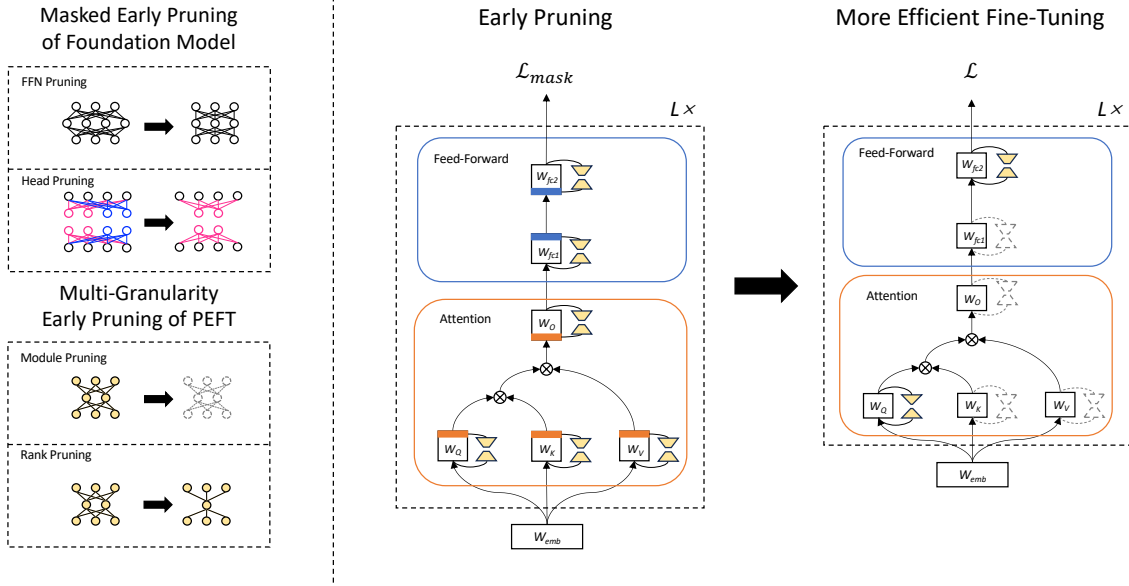 Masked Early Pruning
of Foundation Model
FFN Pruning
Head Pruning
Multi-Granularity
Early Pruning of PEFT
Module Pruning
Rank Pruning
Early Pruning
ℒ_mask
L×
Feed-Forward
W_fc2
W_fc1
Attention
W_O
⊗
⊗
W_Q W_K W_V
W_emb
More Efficient Fine-Tuning
ℒ
L×
Feed-Forward
W_fc2
W_fc1
Attention
W_O
⊗
⊗
W_Q W_K W_V
W_emb